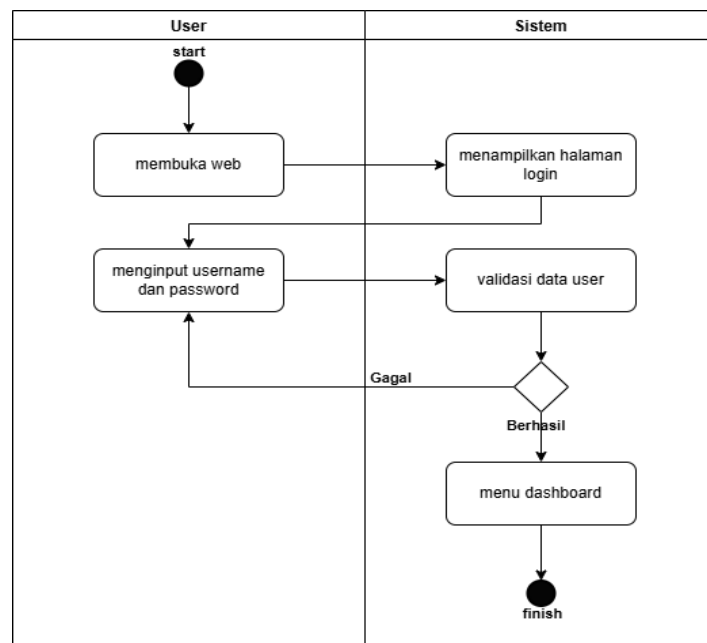 User
Sistem
start
membuka web
menampilkan halaman
login
menginput username
dan password
validasi data user
Gagal
Berhasil
menu dashboard
finish